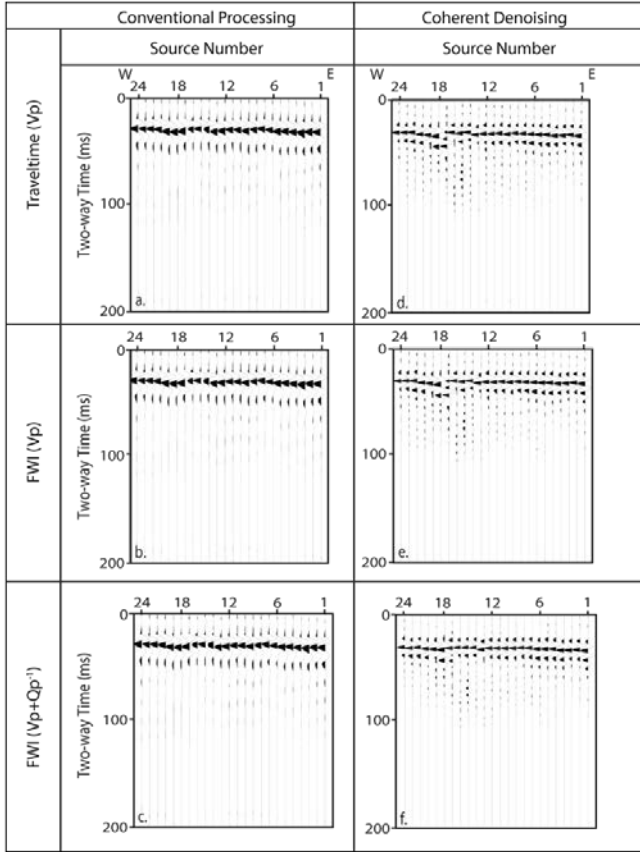 Conventional Processing
Coherent Denoising
Source Number
Source Number
Traveltime (Vp)
Two-way Time (ms)
W
E
24 18 12 6 1
0
100
200
a.
W
E
24 18 12 6 1
0
100
200
d.
FWI (Vp)
Two-way Time (ms)
24 18 12 6 1
0
100
200
b.
24 18 12 6 1
0
100
200
e.
FWI (Vp+Qp⁻¹)
Two-way Time (ms)
24 18 12 6 1
0
100
200
c.
24 18 12 6 1
0
100
200
f.